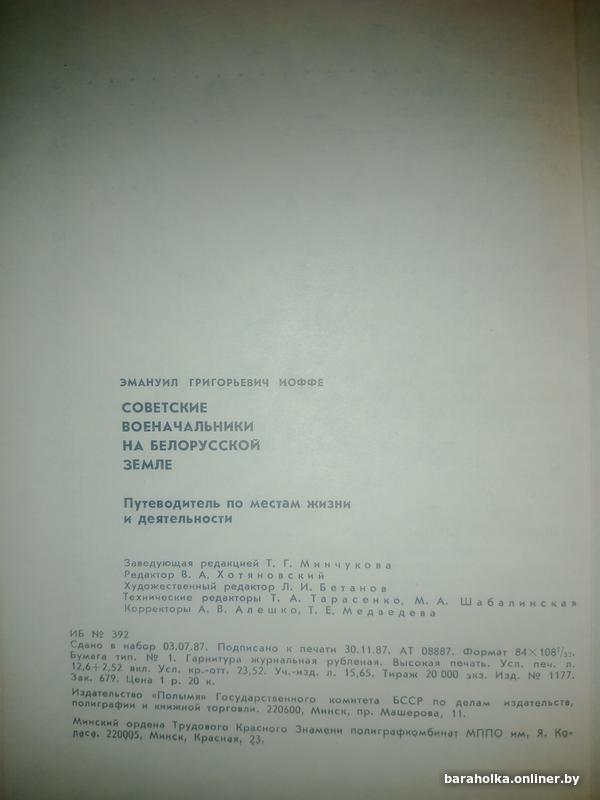 ЭМАНУИЛ ГРИГОРЬЕВИЧ ИОФФЕ
СОВЕТСКИЕ
ВОЕНАЧАЛЬНИКИ
НА БЕЛОРУССКОЙ
ЗЕМЛЕ
Путеводитель по местам жизни
и деятельности
Заведующая редакцией Т. Г. Минчукова
Редактор В. А. Хотяновский
Художественный редактор Л. И. Бетанов
Технические редакторы Т. А. Тарасенко, М. А. Шабалинская
Корректоры А. В. Алешко, Т. Е. Медведева
ИБ № 392
Сдано в набор 03.07.87. Подписано к печати 30.11.87. АТ 08887. Формат 84×108¹/₃₂.
Бумага тип. № 1. Гарнитура журнальная рубленая. Высокая печать. Усл. печ. л.
12,6+2,52 вкл. Усл. кр.-отт. 23,52. Уч.-изд. л. 15,65. Тираж 20 000 экз. Изд. № 1177.
Зак. 679. Цена 1 р. 20 к.
Издательство «Полымя» Государственного комитета БССР по делам издательств,
полиграфии и книжной торговли. 220600, Минск, пр. Машерова, 11.
Минский ордена Трудового Красного Знамени полиграфкомбинат МППО им. Я. Ко-
ласа. 220005, Минск, Красная, 23.
baraholka.onliner.by